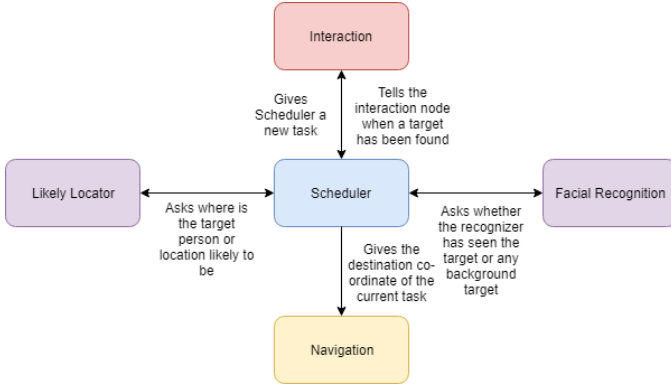 Interaction
Gives
Scheduler a
new task
Tells the
interaction node
when a target
has been found
Likely Locator
Scheduler
Facial Recognition
Asks where is
the target
person or
location likely to
be
Asks whether
the recognizer
has seen the
target or any
background
target
Gives the
destination co-
ordinate of the
current task
Navigation